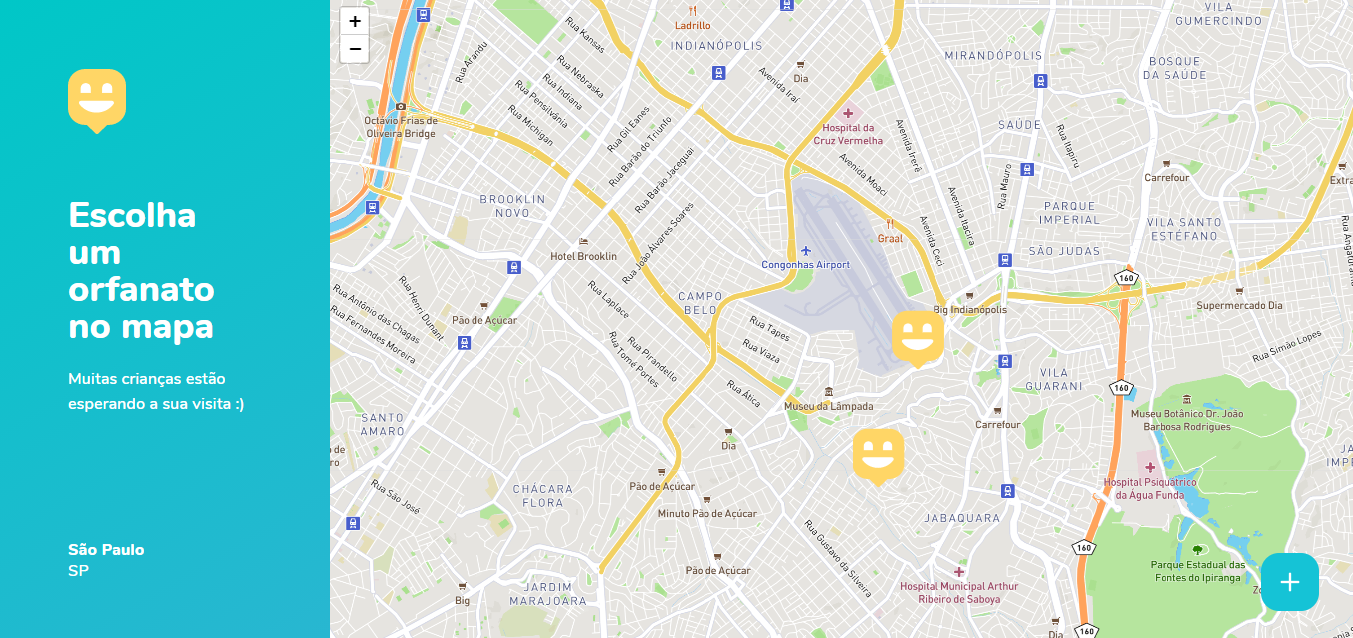 Escolha
um
orfanato
no mapa
Muitas crianças estão
esperando a sua visita :)
São Paulo
SP
+
−
Ladrillo
INDIANÓPOLIS
Rua Kansas
Rua Arandu
Rua Nebraska
Rua Indiana
Rua Pensilvânia
Rua Michigan
Dia
Avenida Iraí
VILA
GUMERCINDO
MIRANDÓPOLIS
BOSQUE
DA SAÚDE
Octávio Frias de
Oliveira Bridge
Rua Gil Eanes
Rua Barão do Triunfo
Rua Barão Jaceguai
Hospital da
Cruz Vermelha
Avenida Irerê
SAÚDE
Rua Itapiru
Avenida Moaci
Rua Mauro
Carrefour
Extra
BROOKLIN
NOVO
Rua João Álvares Soares
Avenida Itacira
PARQUE
IMPERIAL
VILA SANTO
ESTÉFANO
Graal
Avenida Ceci
Hotel Brooklin
Congonhas Airport
SÃO JUDAS
160
Rua Henri Dunant
Rua Antônio das Chagas
Rua Fernandes Moreira
Rua Laplace
CAMPO
BELO
Big Indianópolis
Supermercado Dia
Pão de Açúcar
Rua Tapes
Rua Viaza
Rua Pirandello
Rua Tomé Portes
Rua Simão Lopes
Rua Ática
VILA
GUARANI
160
Museu da Lâmpada
Carrefour
Museu Botânico Dr. João
Barbosa Rodrigues
SANTO
AMARO
Dia
Pão de Açúcar
Hospital Psiquátrico
da Água Funda
CHÁCARA
FLORA
Rua São José
Minuto Pão de Açúcar
JABAQUARA
Rua Gustavo da Silveira
160
Pão de Açúcar
Parque Estadual das
Fontes do Ipiranga
Hospital Municipal Arthur
Ribeiro de Saboya
JARDIM
MARAJOARA
Big
Dia
160
+